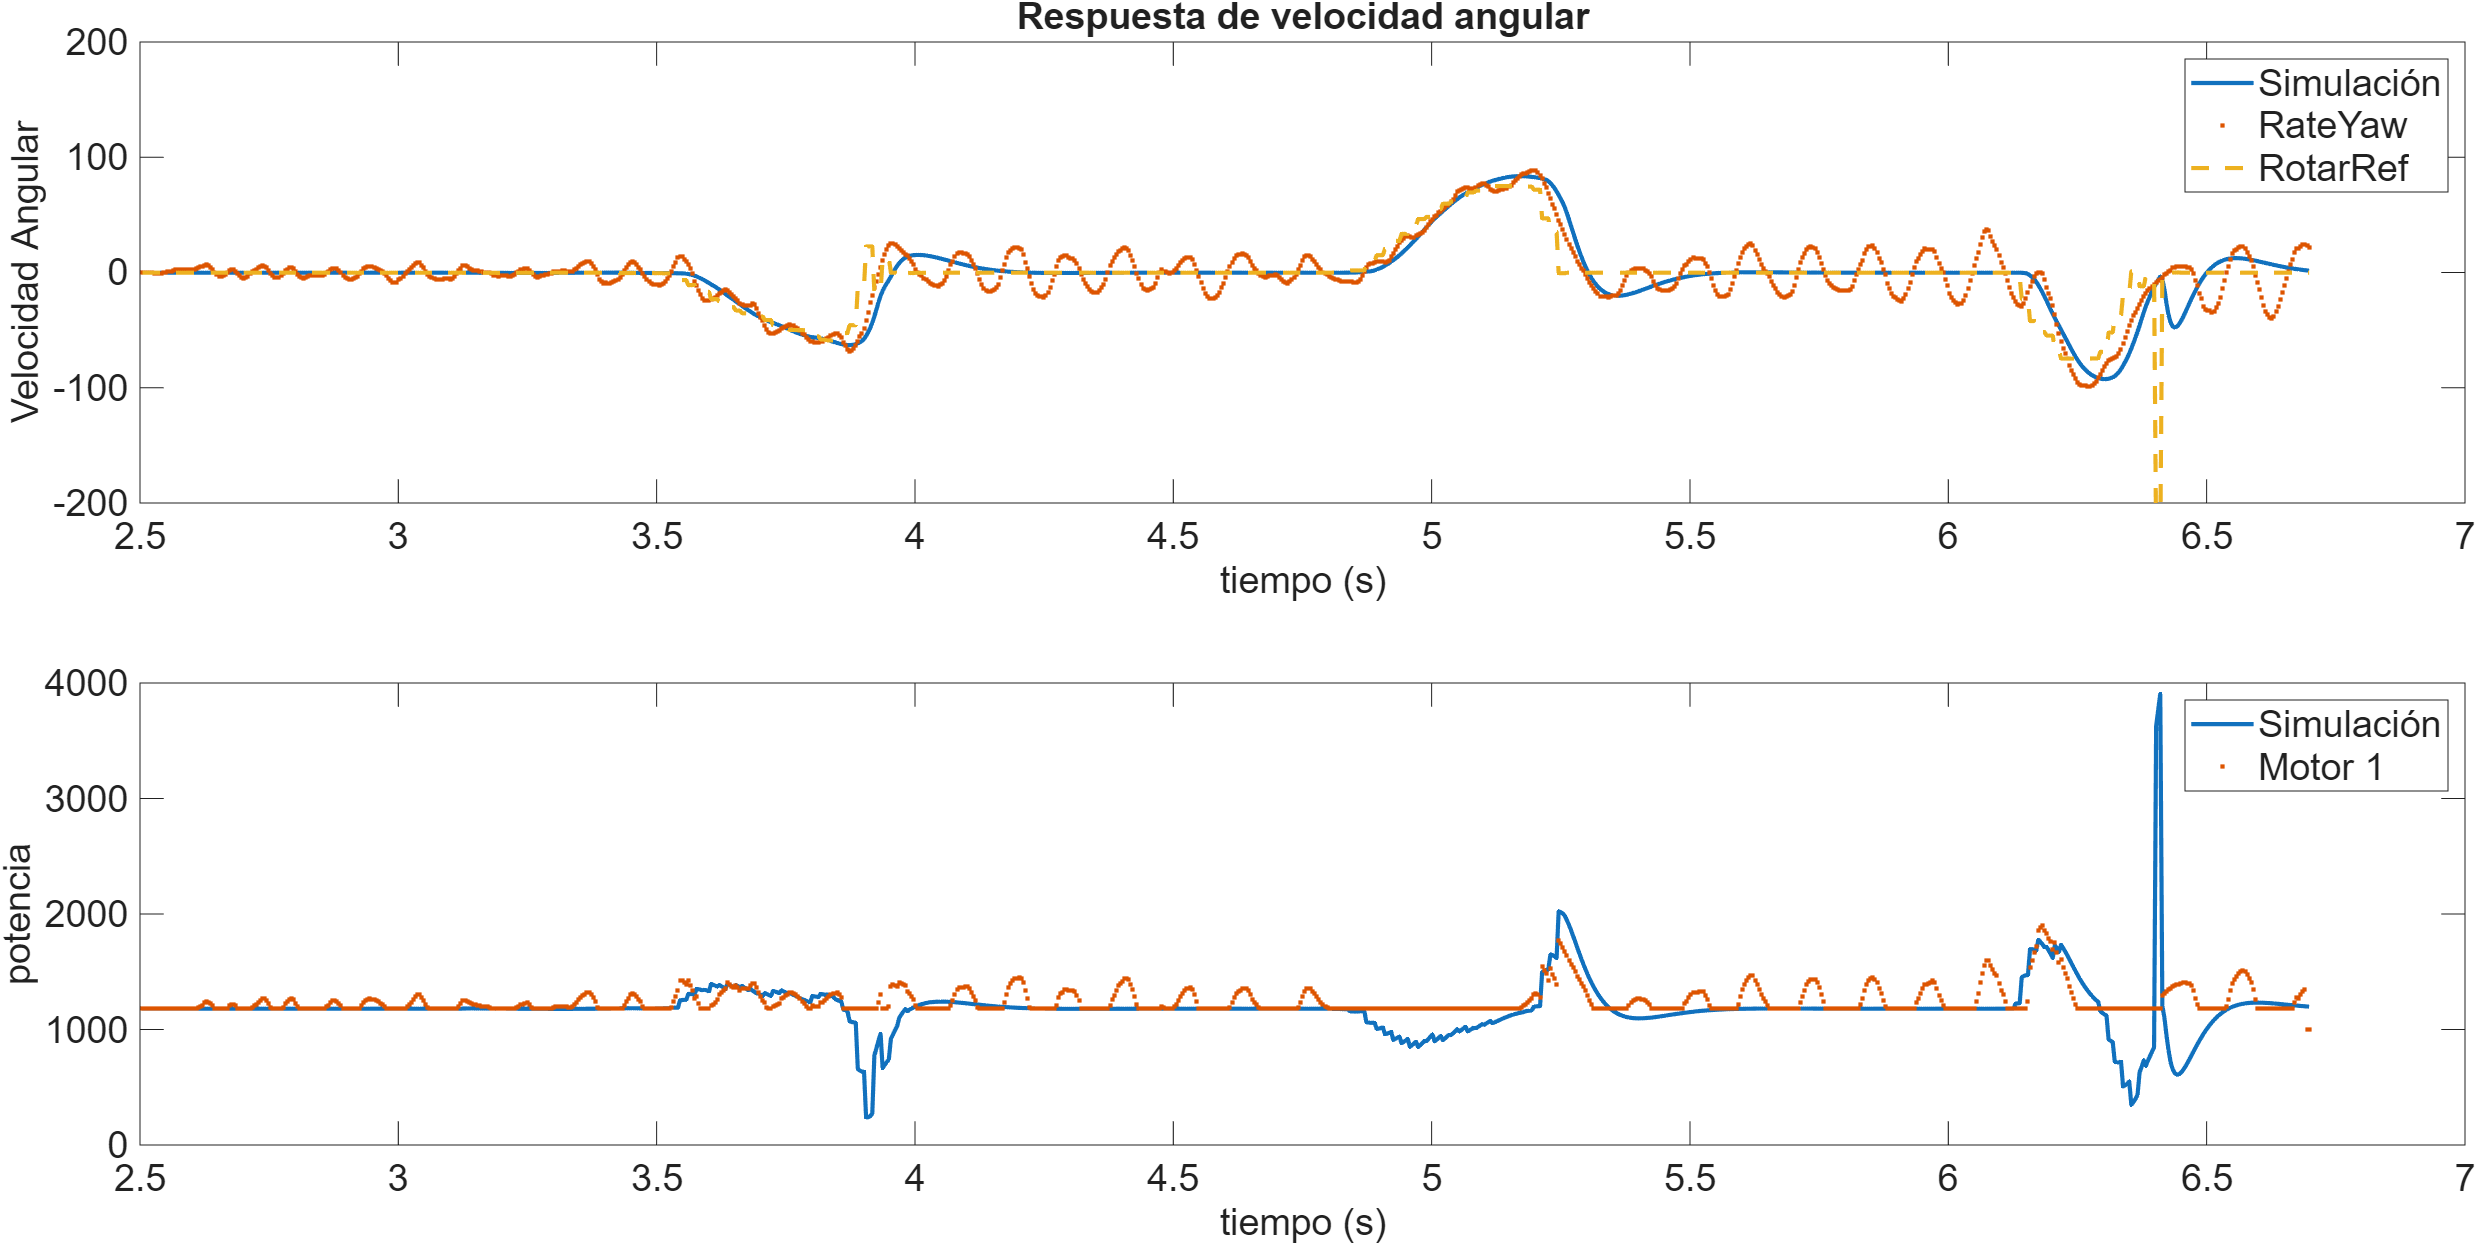 Respuesta de velocidad angular
200
100
0
-100
-200
Velocidad Angular
Simulación
RateYaw
RotarRef
2.5 3 3.5 4 4.5 5 5.5 6 6.5 7
tiempo (s)
4000
3000
2000
1000
0
potencia
Simulación
Motor 1
2.5 3 3.5 4 4.5 5 5.5 6 6.5 7
tiempo (s)